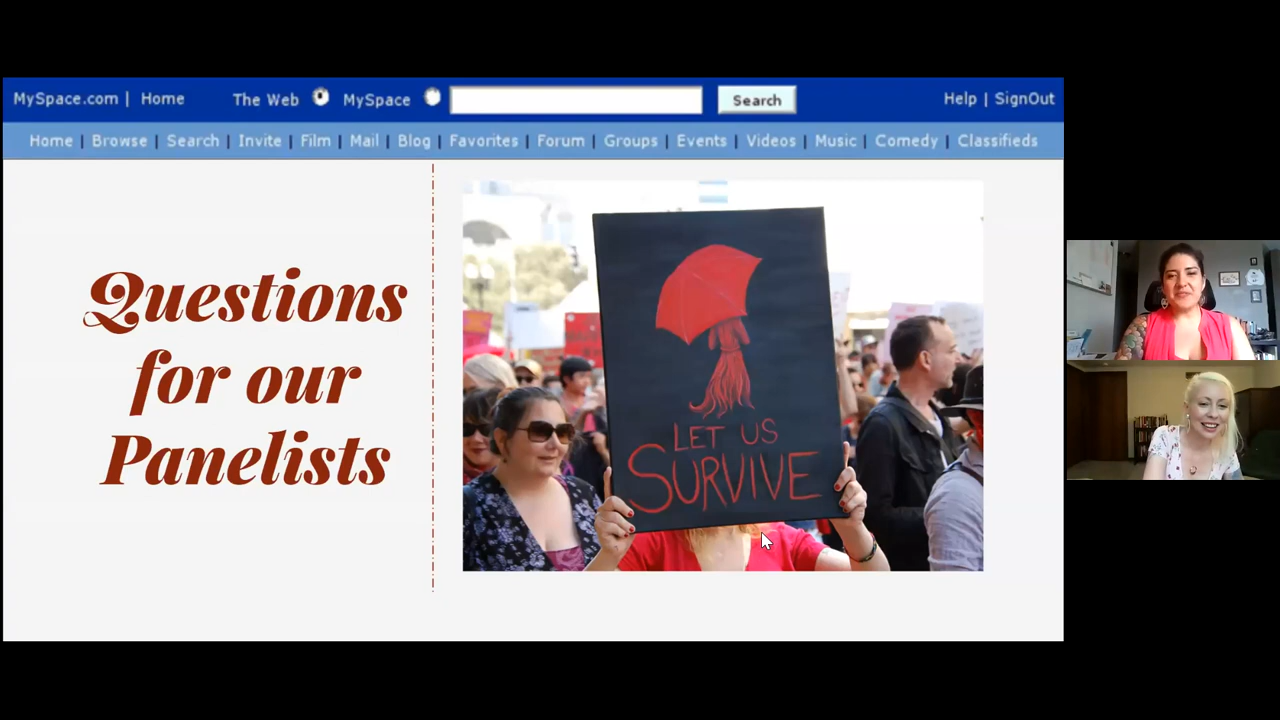 MySpace.com | Home The Web MySpace Search Help | SignOut
Home | Browse | Search | Invite | Film | Mail | Blog | Favorites | Forum | Groups | Events | Videos | Music | Comedy | Classifieds
Questions
for our
Panelists
LET US
SURVIVE